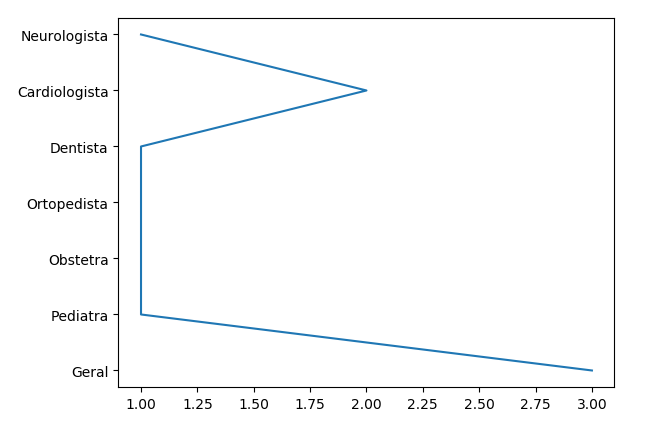 Neurologista
Cardiologista
Dentista
Ortopedista
Obstetra
Pediatra
Geral
1.00 1.25 1.50 1.75 2.00 2.25 2.50 2.75 3.00